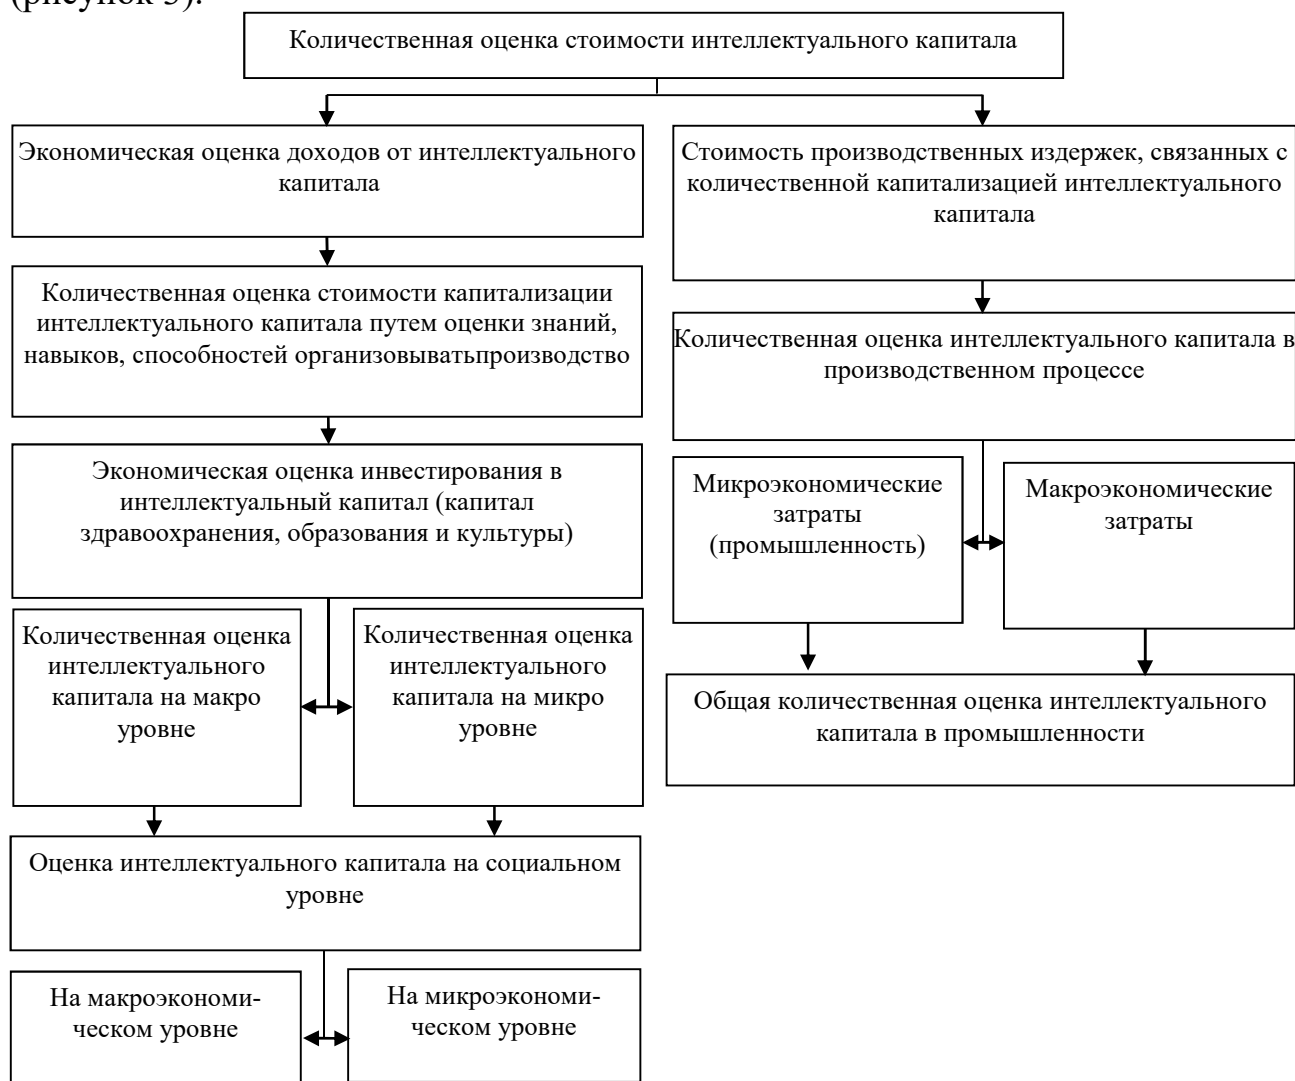 (рисунок 3).
Количественная оценка стоимости интеллектуального капитала
Экономическая оценка доходов от интеллектуального
капитала
Количественная оценка стоимости капитализации
интеллектуального капитала путем оценки знаний,
навыков, способностей организовыватьпроизводство
Экономическая оценка инвестирования в
интеллектуальный капитал (капитал
здравоохранения, образования и культуры)
Количественная оценка
интеллектуального
капитала на макро
уровне
Количественная оценка
интеллектуального
капитала на микро
уровне
Оценка интеллектуального капитала на социальном
уровне
На макроэкономи-
ческом уровне
На микроэкономи-
ческом уровне
Стоимость производственных издержек, связанных с
количественной капитализацией интеллектуального
капитала
Количественная оценка интеллектуального капитала в
производственном процессе
Микроэкономические
затраты
(промышленность)
Макроэкономические
затраты
Общая количественная оценка интеллектуального
капитала в промышленности